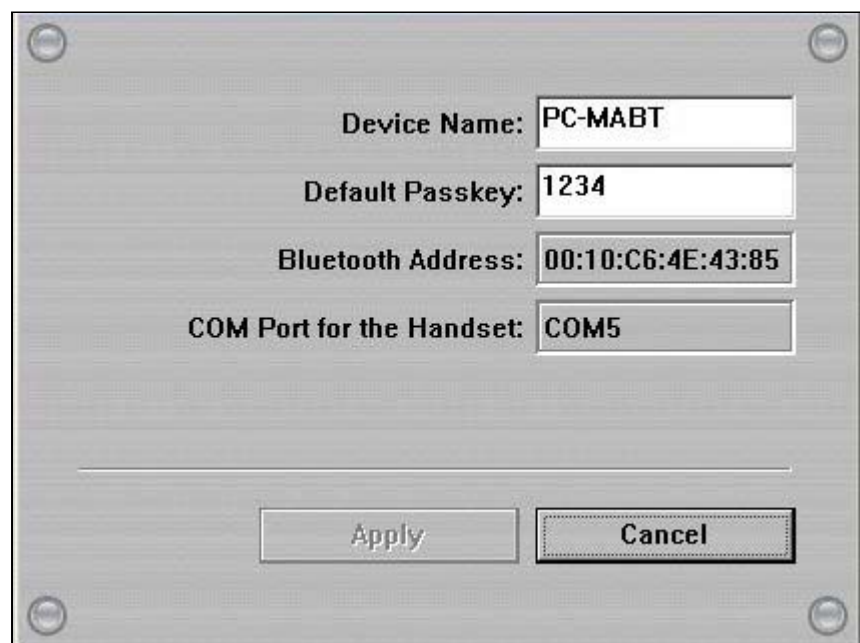 Device Name: PC-MABT
Default Passkey: 1234
Bluetooth Address: 00:10:C6:4E:43:85
COM Port for the Handset: COM5
Apply Cancel